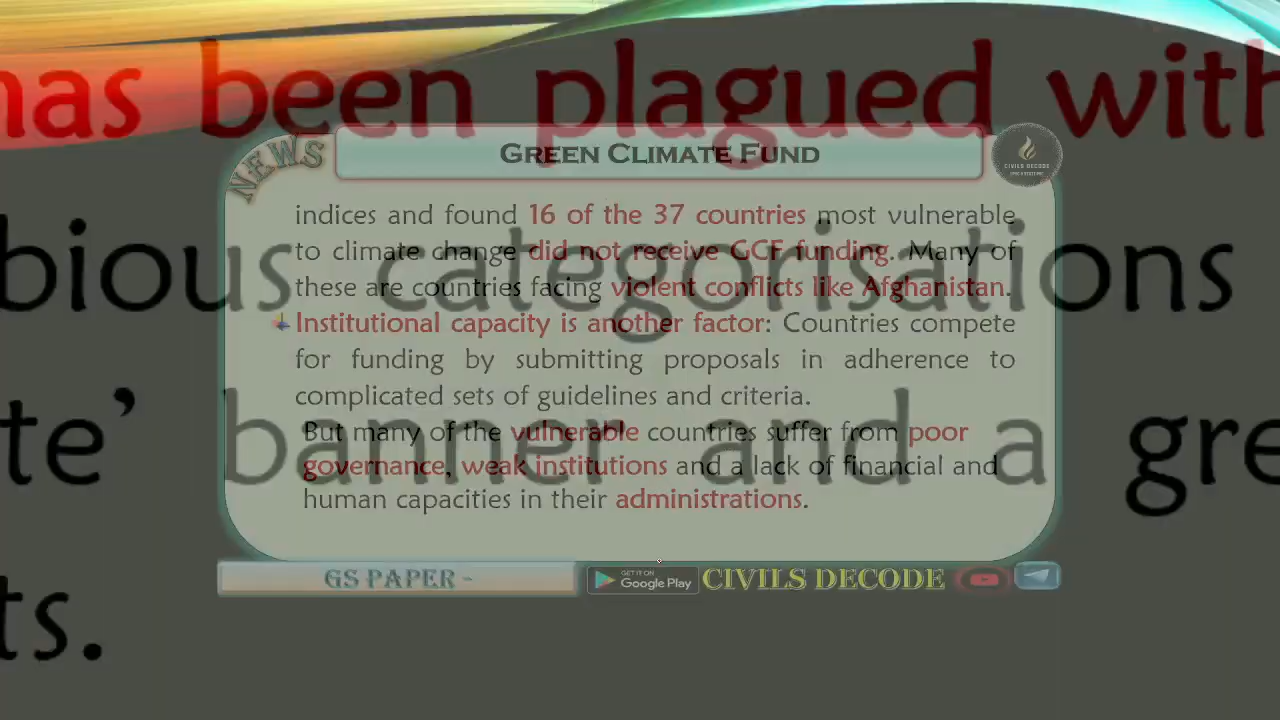 has been plagued with
NEWS
GREEN CLIMATE FUND
CIVILS DECODE
indices and found 16 of the 37 countries most vulnerable
to climate change did not receive GCF funding. Many of
these are countries facing violent conflicts like Afghanistan.
Institutional capacity is another factor: Countries compete
for funding by submitting proposals in adherence to
complicated sets of guidelines and criteria.
But many of the vulnerable countries suffer from poor
governance, weak institutions and a lack of financial and
human capacities in their administrations.
bious categorisations
te’ banner and a gre
ts.
GS PAPER -
GET IT ON
Google Play
CIVILS DECODE